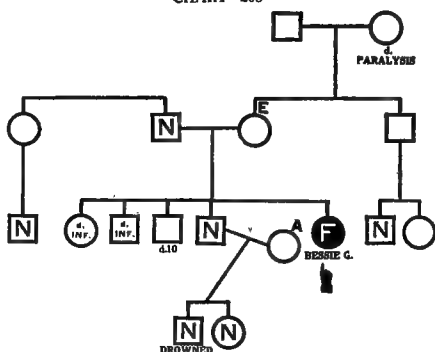 CHART 203
d.
PARALYSIS
E
N
N
d.
INF.
d.
INF.
d.10
N
A
F
N
BESSIE G.
N
N
DROWNED